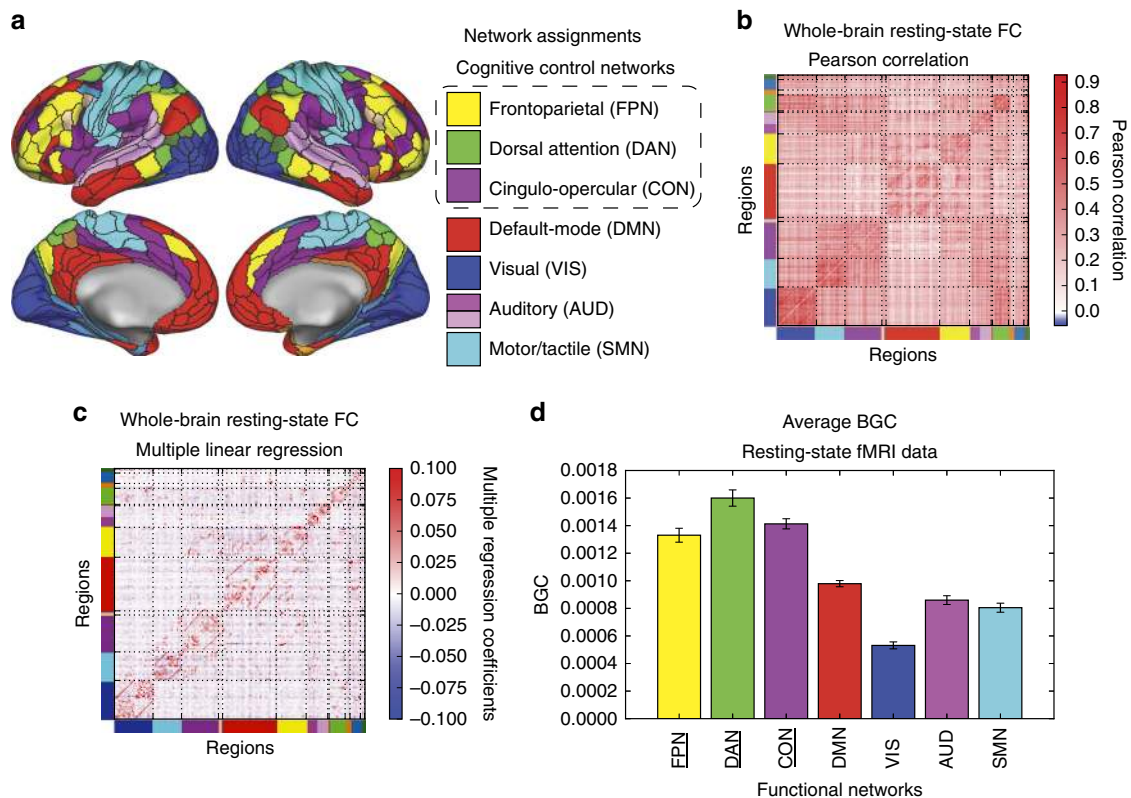 a
Network assignments
Cognitive control networks
Frontoparietal (FPN)
Dorsal attention (DAN)
Cingulo-opercular (CON)
Default-mode (DMN)
Visual (VIS)
Auditory (AUD)
Motor/tactile (SMN)
b
Whole-brain resting-state FC
Pearson correlation
Regions
Regions
0.9
0.8
0.7
0.6
0.5
0.4
0.3
0.2
0.1
0.0
Pearson correlation
c
Whole-brain resting-state FC
Multiple linear regression
Regions
Regions
0.100
0.075
0.050
0.025
0.000
−0.025
−0.050
−0.075
−0.100
Multiple regression coefficients
d
Average BGC
Resting-state fMRI data
BGC
0.0018
0.0016
0.0014
0.0012
0.0010
0.0008
0.0006
0.0004
0.0002
0.0000
FPN
DAN
CON
DMN
VIS
AUD
SMN
Functional networks